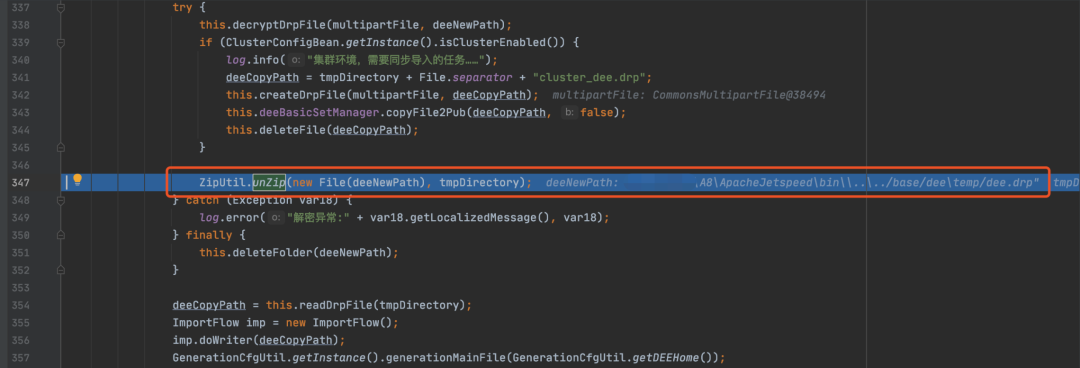 337 try {
338 this.decryptDrpFile(multipartFile, deeNewPath);
339 if (ClusterConfigBean.getInstance().isClusterEnabled()) {
340 log.info( o: "集群环境，需要同步导入的任务……");
341 deeCopyPath = tmpDirectory + File.separator + "cluster_dee.drp";
342 this.createDrpFile(multipartFile, deeCopyPath); multipartFile: CommonsMultipartFile@38494
343 this.deeBasicSetManager.copyFile2Pub(deeCopyPath, b: false);
344 this.deleteFile(deeCopyPath);
345 }
346
347 ZipUtil.unZip(new File(deeNewPath), tmpDirectory); deeNewPath: A8\ApacheJetspeed\bin\\..\../base/dee\temp/dee.drp" tmpD
348 } catch (Exception var18) {
349 log.error( o: "解密异常:" + var18.getLocalizedMessage(), var18);
350 } finally {
351 this.deleteFolder(deeNewPath);
352 }
353
354 deeCopyPath = this.readDrpFile(tmpDirectory);
355 ImportFlow imp = new ImportFlow();
356 imp.doWriter(deeCopyPath);
357 GenerationCfgUtil.getInstance().generationMainFile(GenerationCfgUtil.getDEEHome());